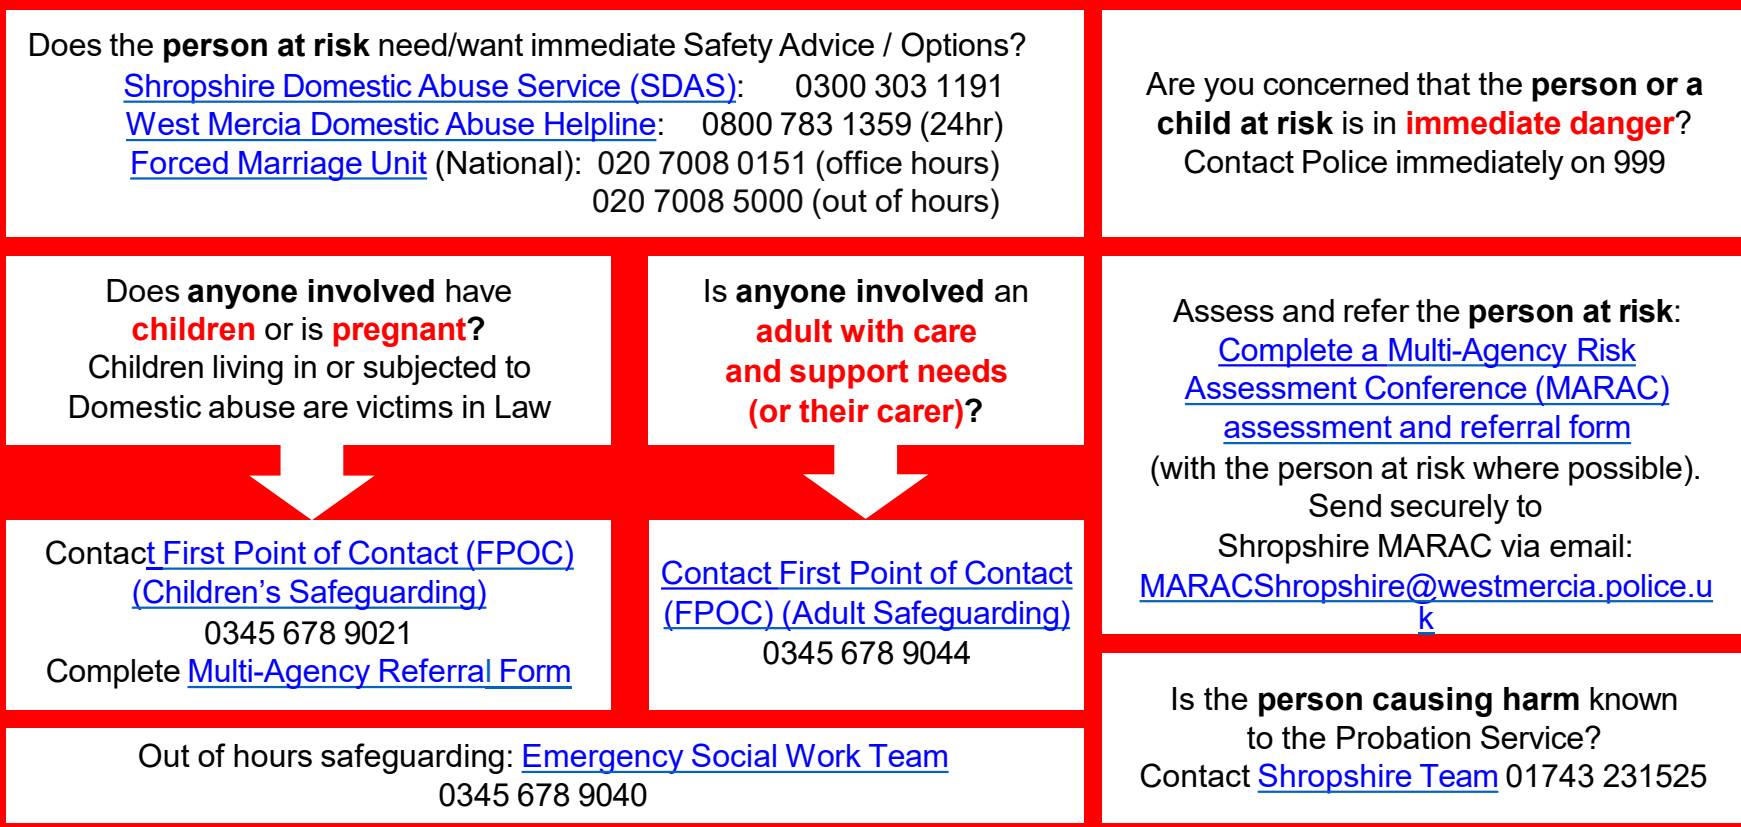 Does the person at risk need/want immediate Safety Advice / Options?
Shropshire Domestic Abuse Service (SDAS): 0300 303 1191
West Mercia Domestic Abuse Helpline: 0800 783 1359 (24hr)
Forced Marriage Unit (National): 020 7008 0151 (office hours)
020 7008 5000 (out of hours)
Are you concerned that the person or a
child at risk is in immediate danger?
Contact Police immediately on 999
Does anyone involved have
children or is pregnant?
Children living in or subjected to
Domestic abuse are victims in Law
Is anyone involved an
adult with care
and support needs
(or their carer)?
Assess and refer the person at risk:
Complete a Multi-Agency Risk
Assessment Conference (MARAC)
assessment and referral form
(with the person at risk where possible).
Send securely to
Shropshire MARAC via email:
MARACShropshire@westmercia.police.u
k
Contact First Point of Contact (FPOC)
(Children's Safeguarding)
0345 678 9021
Complete Multi-Agency Referral Form
Contact First Point of Contact
(FPOC) (Adult Safeguarding)
0345 678 9044
Out of hours safeguarding: Emergency Social Work Team
0345 678 9040
Is the person causing harm known
to the Probation Service?
Contact Shropshire Team 01743 231525